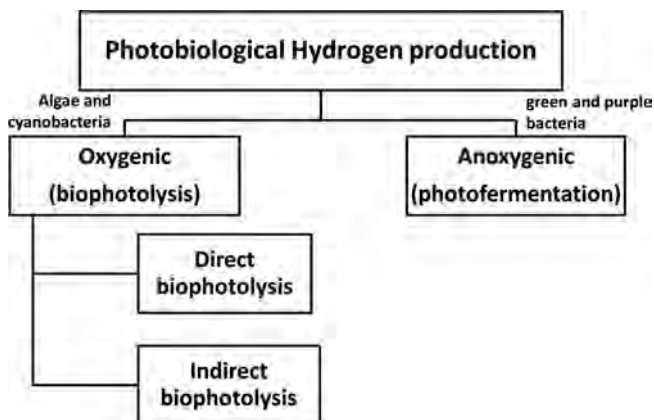 Photobiological Hydrogen production
Algae and
cyanobacteria
green and purple
bacteria
Oxygenic
(biophotolysis)
Anoxygenic
(photofermentation)
Direct
biophotolysis
Indirect
biophotolysis